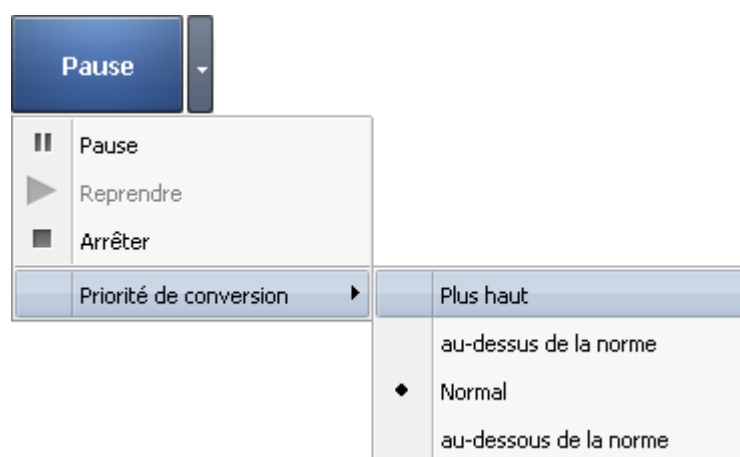 Pause
Pause
Reprendre
Arrêter
Priorité de conversion
Plus haut
au-dessus de la norme
Normal
au-dessous de la norme